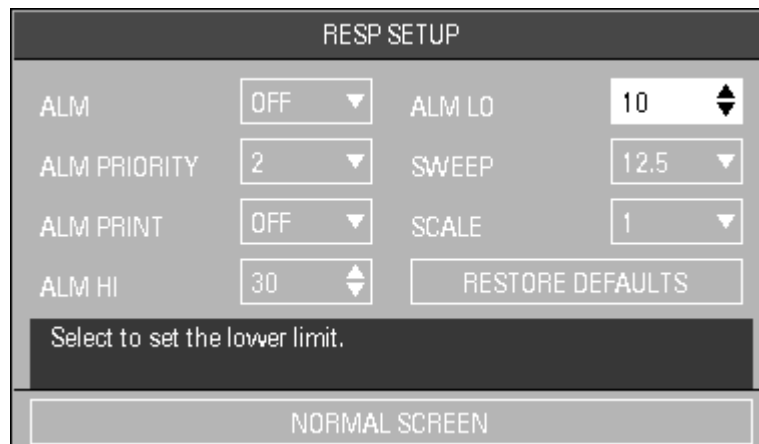 RESP SETUP
ALM OFF ALM LO 10
ALM PRIORITY 2 SWEEP 12.5
ALM PRINT OFF SCALE 1
ALM HI 30 RESTORE DEFAULTS
Select to set the lower limit.
NORMAL SCREEN